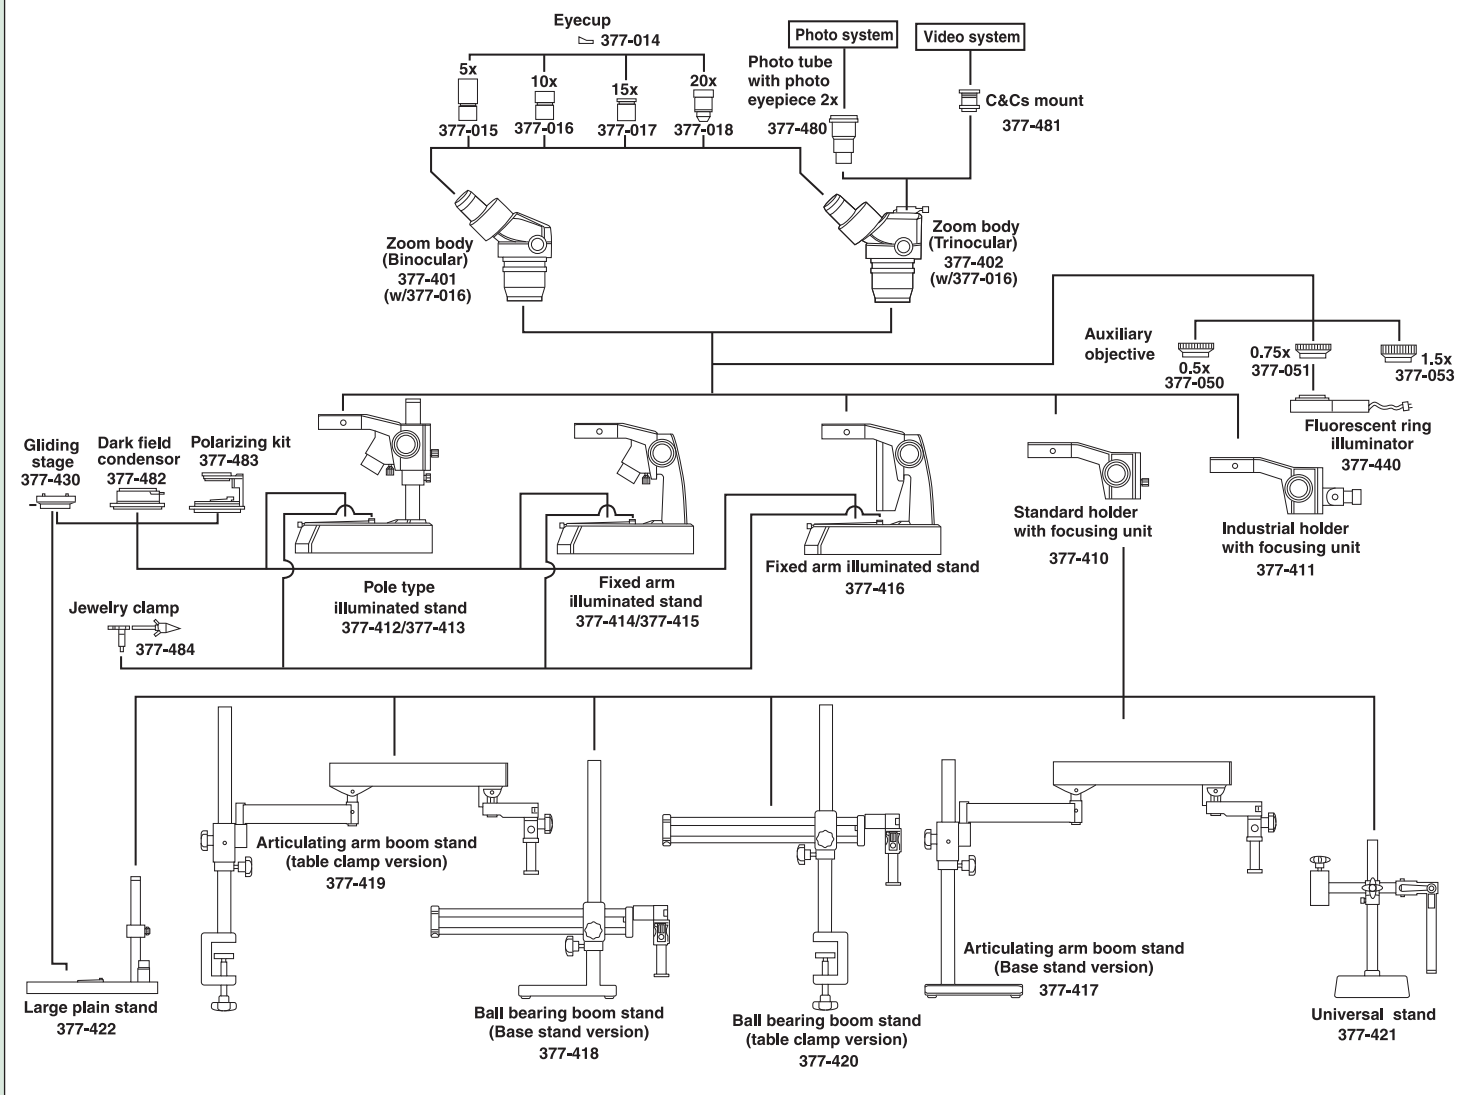 Eyecup
377-014
5x
377-015
10x
377-016
15x
377-017
20x
377-018
Photo system
Video system
Photo tube
with photo
eyepiece 2x
377-480
C&Cs mount
377-481
Zoom body
(Binocular)
377-401
(w/377-016)
Zoom body
(Trinocular)
377-402
(w/377-016)
Auxiliary
objective
0.5x
377-050
0.75x
377-051
1.5x
377-053
Fluorescent ring
illuminator
377-440
Gliding
stage
377-430
Dark field
condensor
377-482
Polarizing kit
377-483
Pole type
illuminated stand
377-412/377-413
Fixed arm
illuminated stand
377-414/377-415
Fixed arm illuminated stand
377-416
Standard holder
with focusing unit
377-410
Industrial holder
with focusing unit
377-411
Jewelry clamp
377-484
Articulating arm boom stand
(table clamp version)
377-419
Large plain stand
377-422
Ball bearing boom stand
(Base stand version)
377-418
Ball bearing boom stand
(table clamp version)
377-420
Articulating arm boom stand
(Base stand version)
377-417
Universal stand
377-421